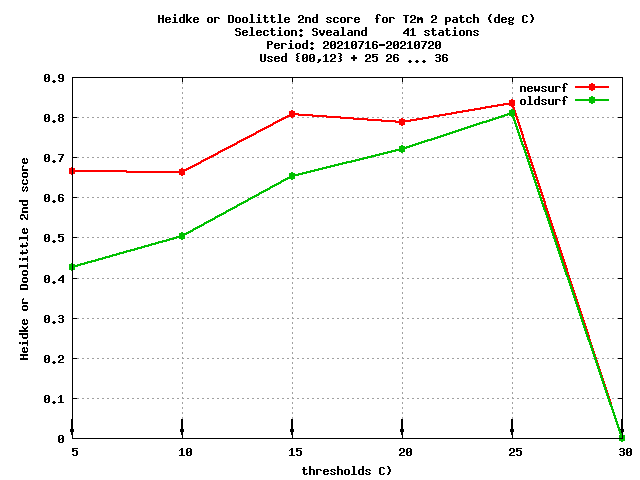 Heidke or Doolittle 2nd score  for T2m 2 patch (deg C)
Selection: Svealand     41 stations
Period: 20210716-20210720
Used {00,12} + 25 26 ... 36
newsurf
oldsurf
Heidke or Doolittle 2nd score
0.9
0.8
0.7
0.6
0.5
0.4
0.3
0.2
0.1
0
5 10 15 20 25 30
thresholds C)